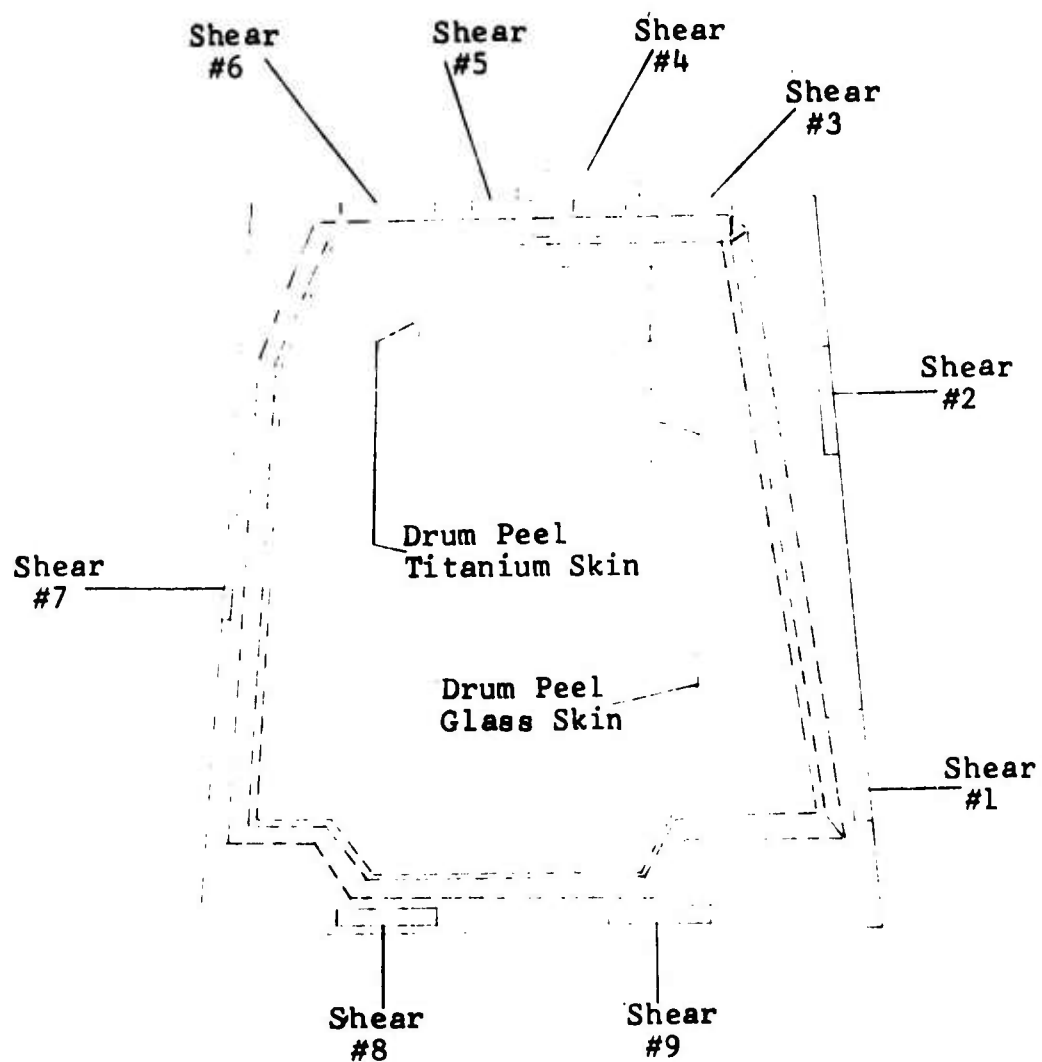 Shear
#6
Shear
#5
Shear
#4
Shear
#3
Shear
#2
Drum Peel
Titanium Skin
Shear
#7
Drum Peel
Glass Skin
Shear
#1
Shear
#8
Shear
#9